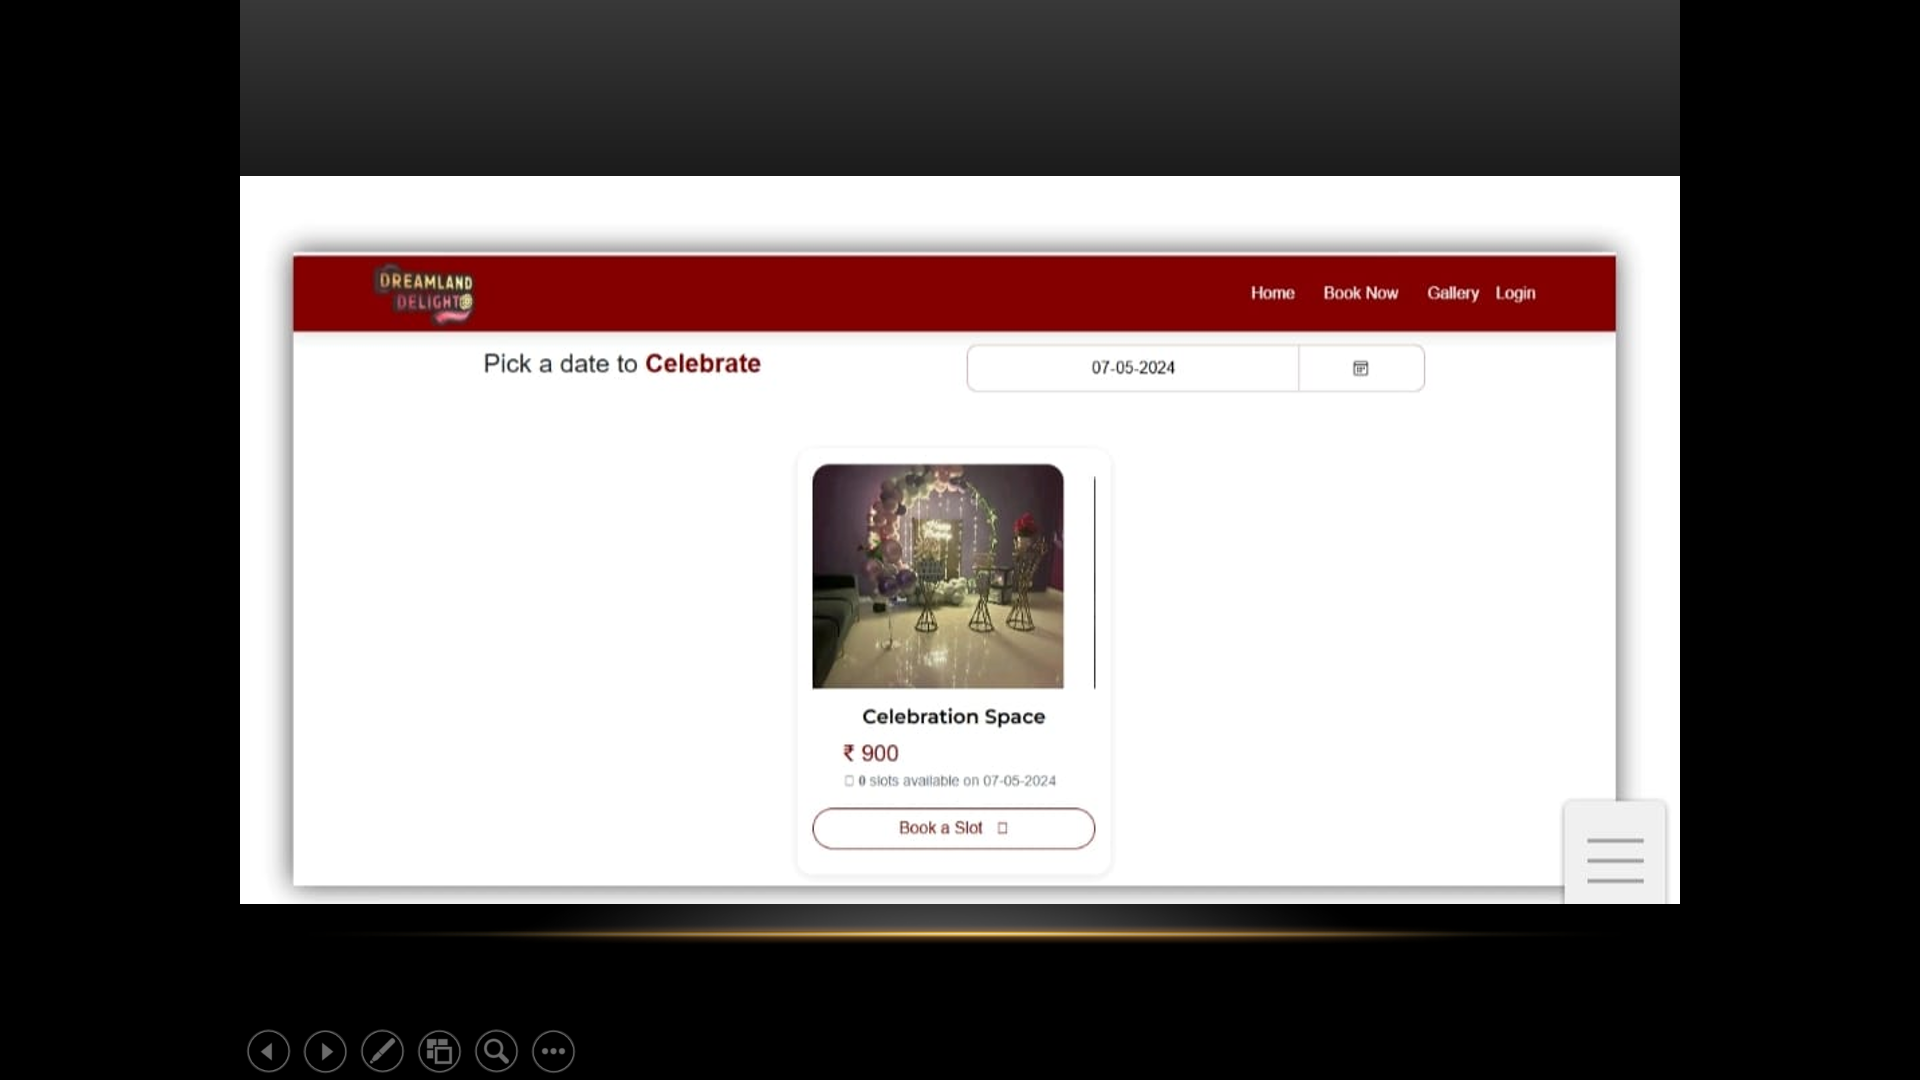 DREAMLAND
DELIGHT
Home Book Now Gallery Login
Pick a date to Celebrate
07-05-2024
Celebration Space
₹ 900
0 slots available on 07-05-2024
Book a Slot